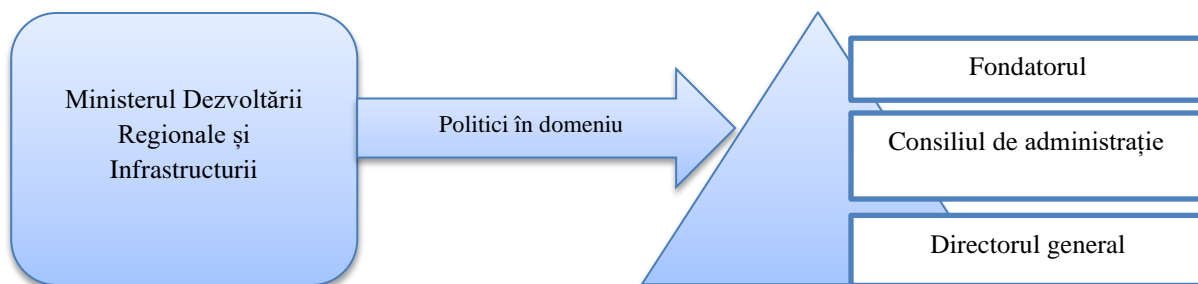 Ministerul Dezvoltării
Regionale și
Infrastructurii
Politici în domeniu
Fondatorul
Consiliul de administrație
Directorul general